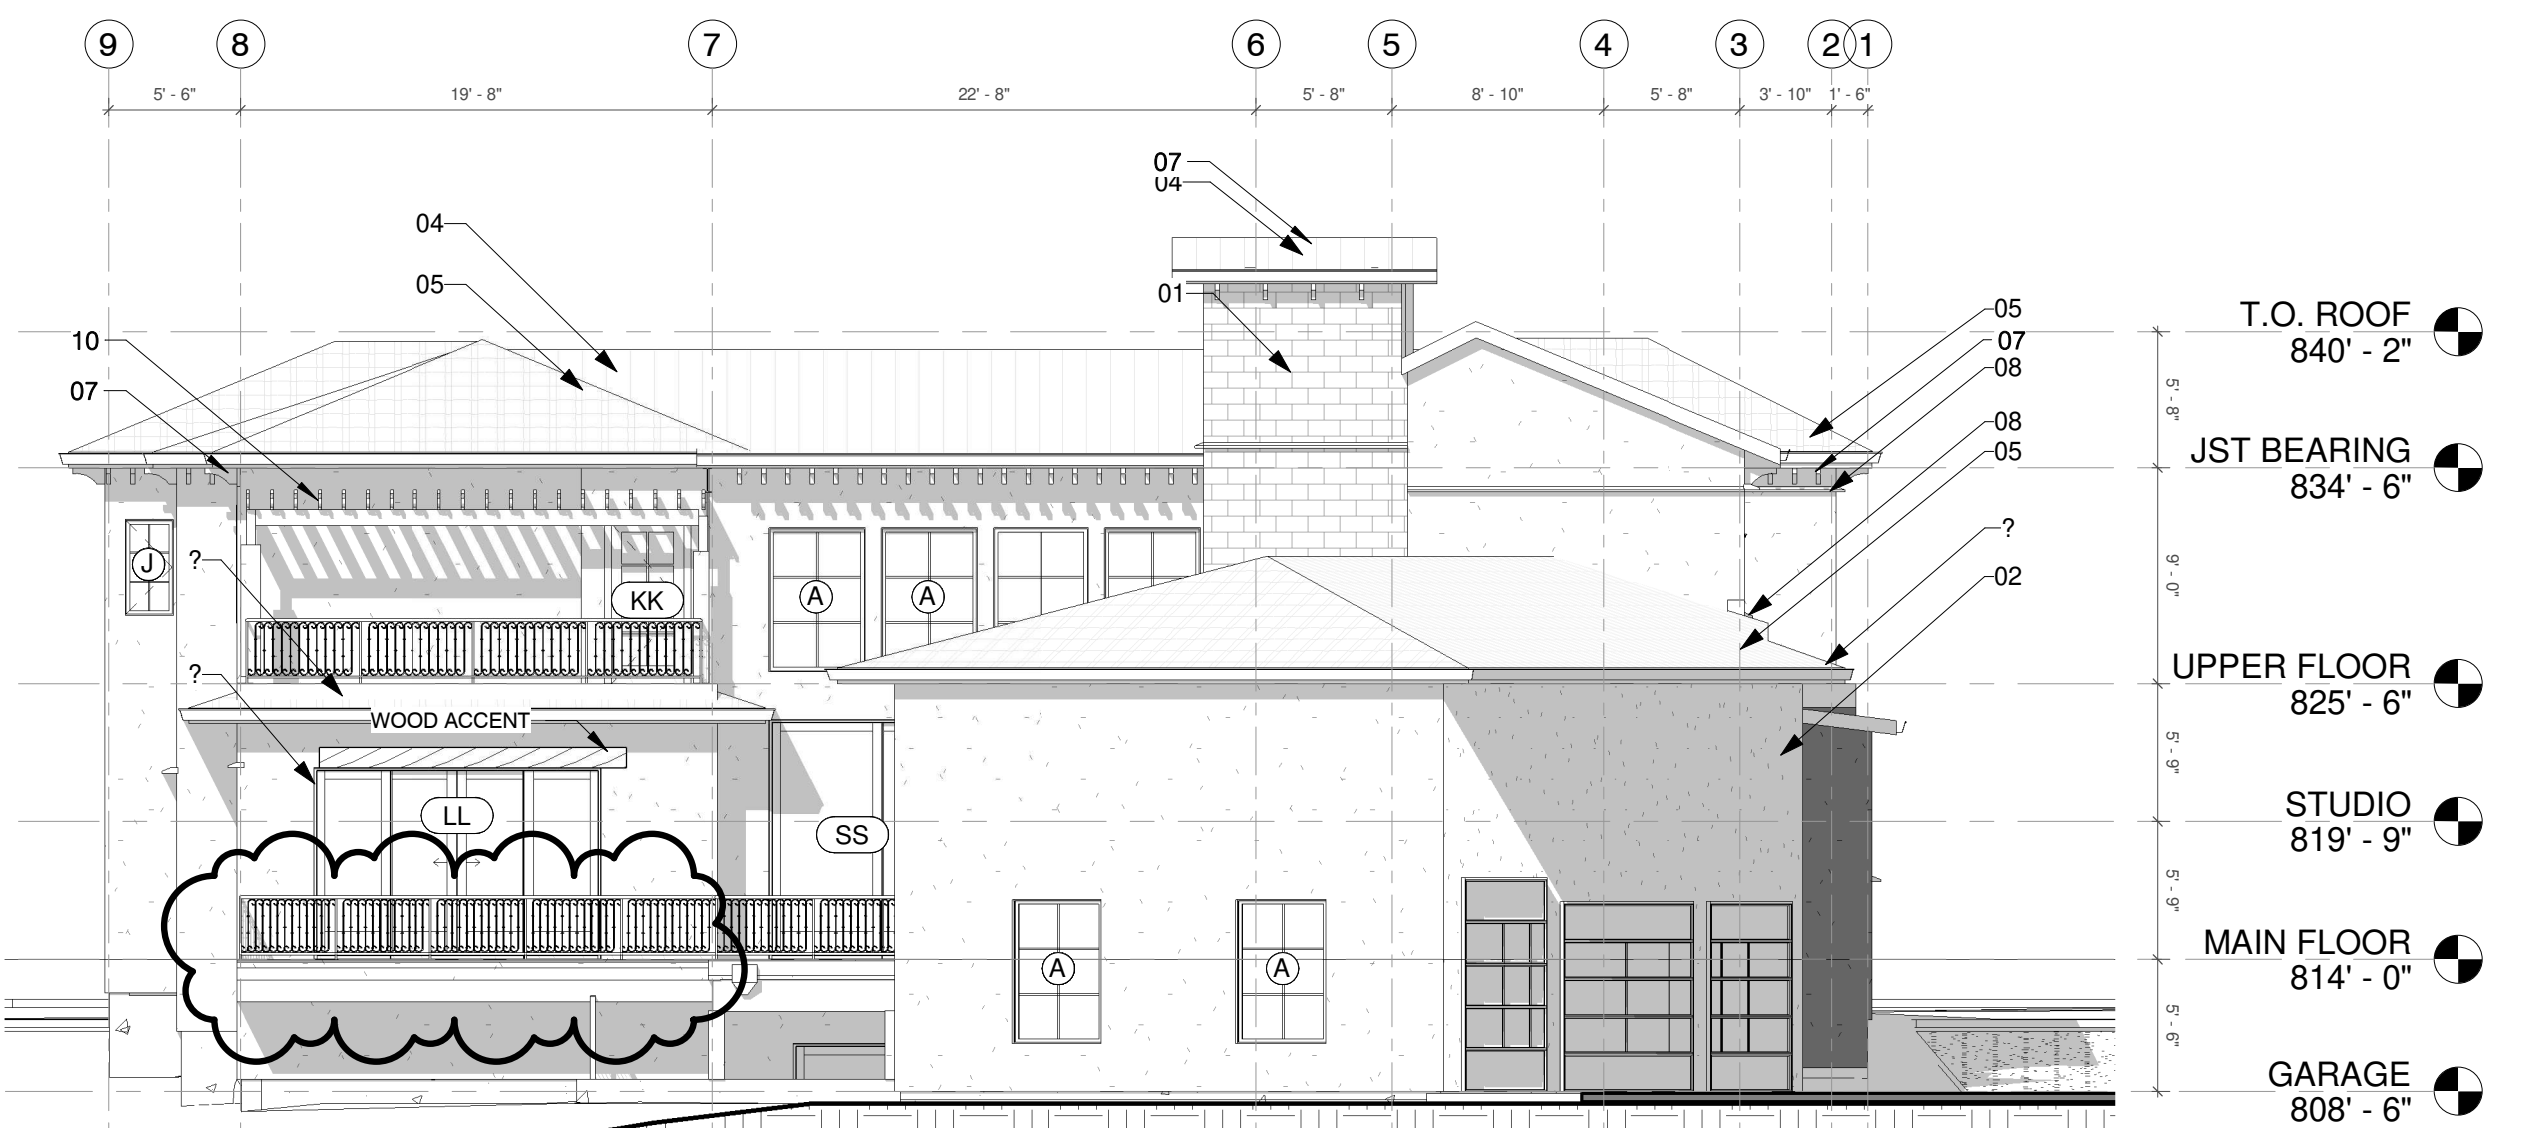 9 8 7 6 5 4 3 2 1
5' - 6" 19' - 8" 22' - 8" 5' - 8" 8' - 10" 5' - 8" 3' - 10" 1' - 6"
07
04
04
05
01
10
07
05
07
08
08
05
?
02
T.O. ROOF
840' - 2"
5' - 8"
JST BEARING
834' - 6"
9' - 0"
UPPER FLOOR
825' - 6"
5' - 9"
STUDIO
819' - 9"
5' - 9"
MAIN FLOOR
814' - 0"
5' - 6"
GARAGE
808' - 6"
J
?
KK
A
A
?
WOOD ACCENT
LL
SS
A
A